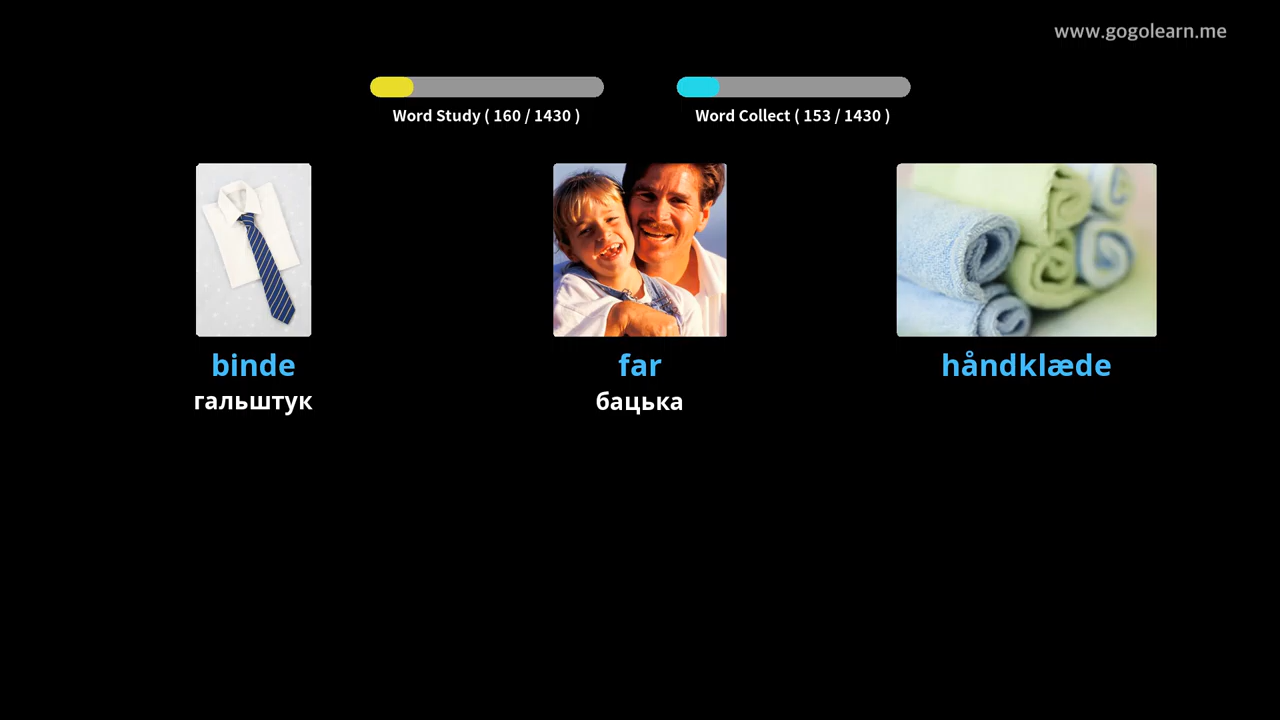 www.gogolearn.me
Word Study ( 160 / 1430 )
Word Collect ( 153 / 1430 )
binde
far
håndklæde
гальштук
бацька